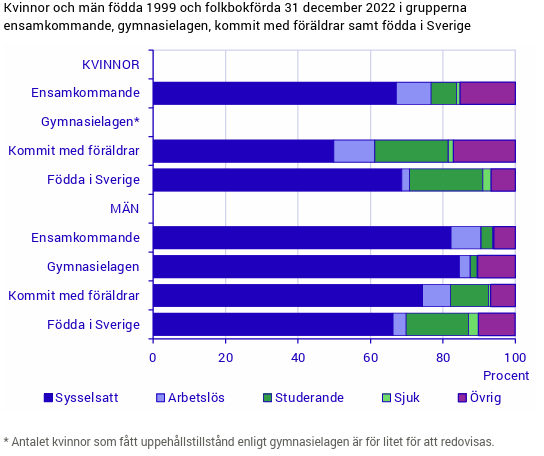 Kvinnor och män födda 1999 och folkbokförda 31 december 2022 i grupperna
ensamkommande, gymnasielagen, kommit med föräldrar samt födda i Sverige
KVINNOR
Ensamkommande
Gymnasielagen*
Kommit med föräldrar
Födda i Sverige
MÄN
Ensamkommande
Gymnasielagen
Kommit med föräldrar
Födda i Sverige
0 20 40 60 80 100
Procent
Sysselsatt Arbetslös Studerande Sjuk Övrig
* Antalet kvinnor som fått uppehållstillstånd enligt gymnasielagen är för litet för att redovisas.